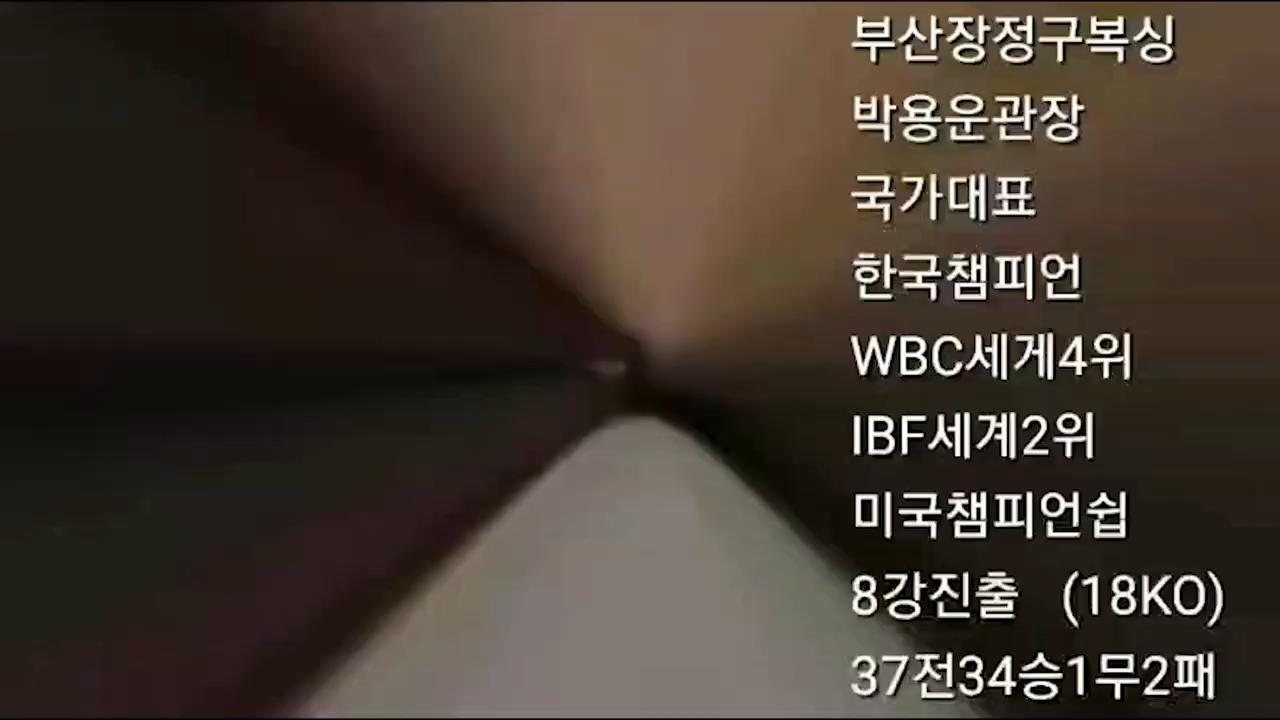 부산장정구복싱
박용운관장
국가대표
한국챔피언
WBC세게4위
IBF세계2위
미국챔피언쉽
8강진출 (18KO)
37전34승1무2패